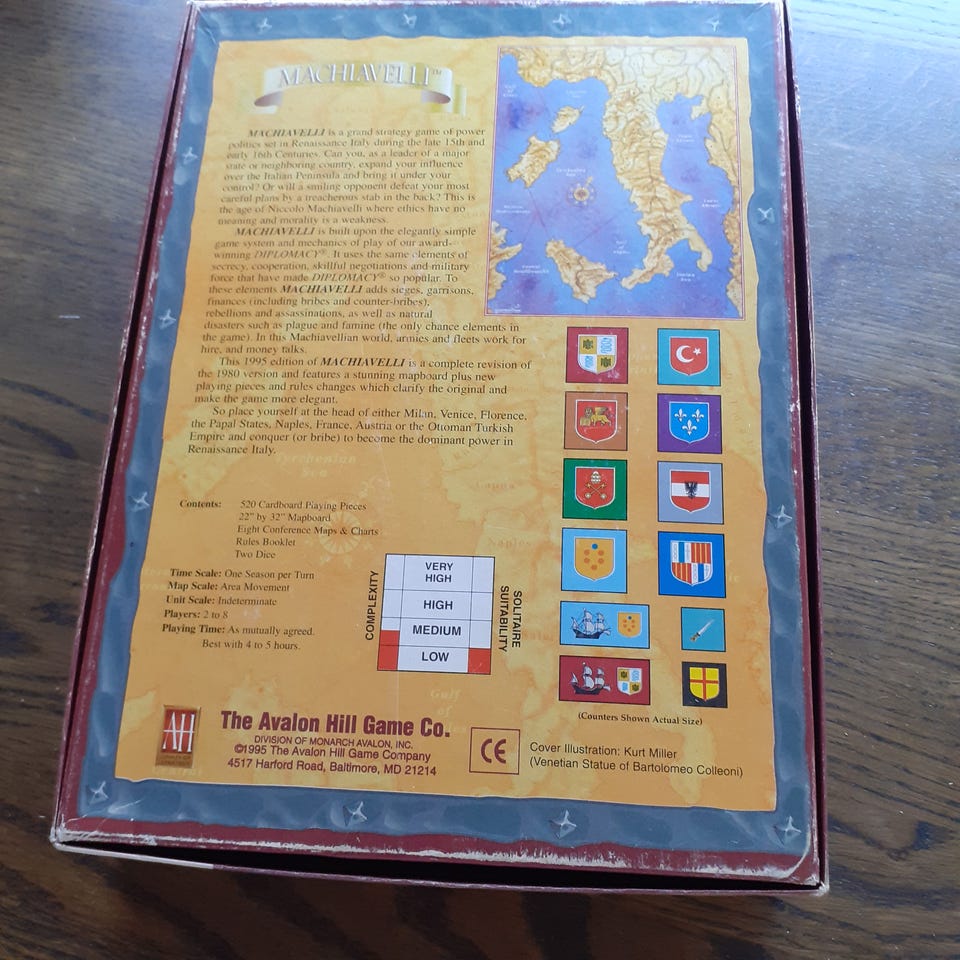 MACHIAVELLI™
MACHIAVELLI is a grand strategy game of power
politics set in Renaissance Italy during the late 15th and
early 16th Centuries. Can you, as a leader of a major
state or neighboring country, expand your influence
over the Italian Peninsula and bring it under your
control? Or will a smiling opponent defeat your most
careful plans by a treacherous stab in the back? This is
the age of Niccolo Machiavelli where ethics have no
meaning and morality is a weakness.
MACHIAVELLI is built upon the elegantly simple
game system and mechanics of play of our award-
winning DIPLOMACY®. It uses the same elements of
secrecy, cooperation, skillful negotiations and military
force that have made DIPLOMACY® so popular. To
these elements MACHIAVELLI adds sieges, garrisons,
finances (including bribes and counter-bribes),
rebellions and assassinations, as well as natural
disasters such as plague and famine (the only chance elements in
the game). In this Machiavellian world, armies and fleets work for
hire, and money talks.
This 1995 edition of MACHIAVELLI is a complete revision of
the 1980 version and features a stunning mapboard plus new
playing pieces and rules changes which clarify the original and
make the game more elegant.
So place yourself at the head of either Milan, Venice, Florence,
the Papal States, Naples, France, Austria or the Ottoman Turkish
Empire and conquer (or bribe) to become the dominant power in
Renaissance Italy.
Tyrrhenian
Sea
Capua
Naples
Gulf
of
Contents: 520 Cardboard Playing Pieces
22" by 32" Mapboard
Eight Conference Maps & Charts
Rules Booklet
Two Dice
Time Scale: One Season per Turn
Map Scale: Area Movement
Unit Scale: Indeterminate
Players: 2 to 8
Playing Time: As mutually agreed.
Best with 4 to 5 hours.
COMPLEXITY
VERY
HIGH
HIGH
MEDIUM
LOW
SOLITAIRE
SUITABILITY
(Counters Shown Actual Size)
AH
The Avalon Hill Game Co.
DIVISION OF MONARCH AVALON, INC.
©1995 The Avalon Hill Game Company
4517 Harford Road, Baltimore, MD 21214
CE
Cover Illustration: Kurt Miller
(Venetian Statue of Bartolomeo Colleoni)